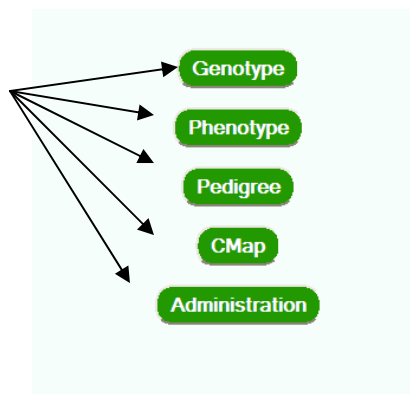 Genotype
Phenotype
Pedigree
CMap
Administration